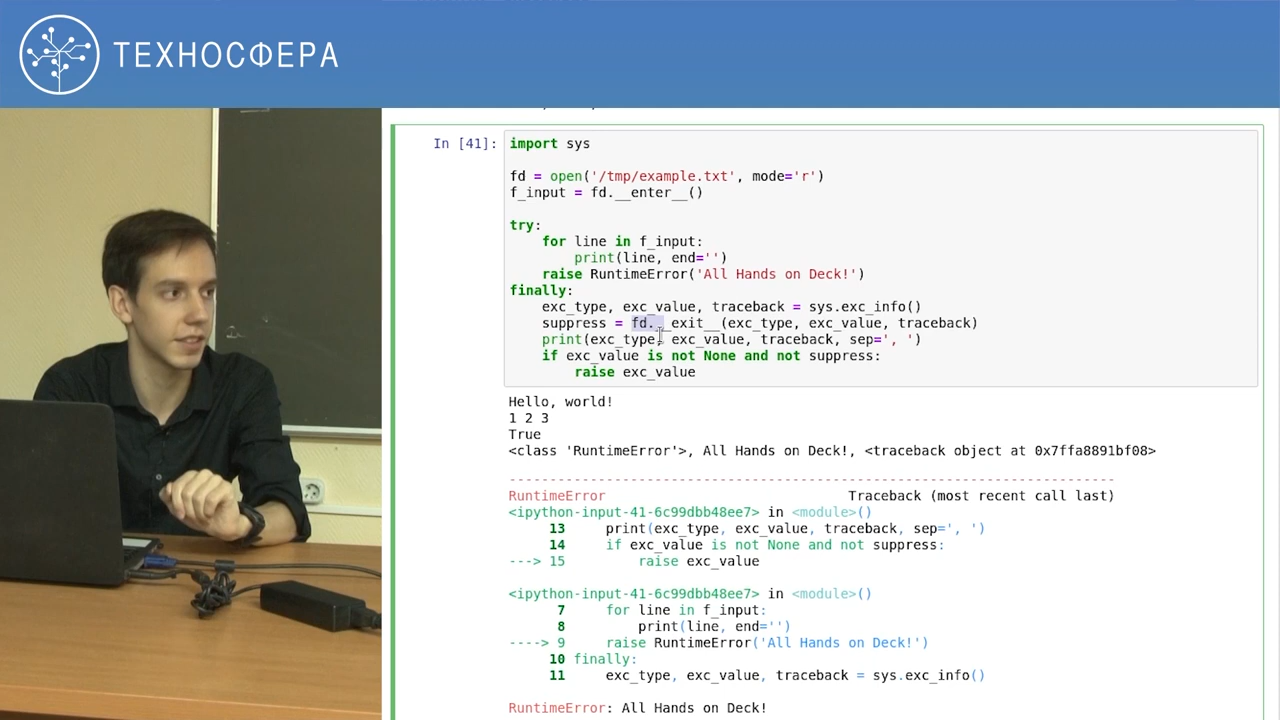 ТЕХНОСФЕРА
In [41]:
import sys
fd = open('/tmp/example.txt', mode='r')
f_input = fd.__enter__()
try:
    for line in f_input:
        print(line, end='')
    raise RuntimeError('All Hands on Deck!')
finally:
    exc_type, exc_value, traceback = sys.exc_info()
    suppress = fd.__exit__(exc_type, exc_value, traceback)
    print(exc_type, exc_value, traceback, sep=', ')
    if exc_value is not None and not suppress:
        raise exc_value
Hello, world!
1 2 3
True
<class 'RuntimeError'>, All Hands on Deck!, <traceback object at 0x7ffa8891bf08>
---------------------------------------------------------------------------
RuntimeError                              Traceback (most recent call last)
<ipython-input-41-6c99dbb48ee7> in <module>()
     13     print(exc_type, exc_value, traceback, sep=', ')
     14     if exc_value is not None and not suppress:
---> 15         raise exc_value
<ipython-input-41-6c99dbb48ee7> in <module>()
      7     for line in f_input:
      8         print(line, end='')
----> 9     raise RuntimeError('All Hands on Deck!')
     10 finally:
     11     exc_type, exc_value, traceback = sys.exc_info()
RuntimeError: All Hands on Deck!